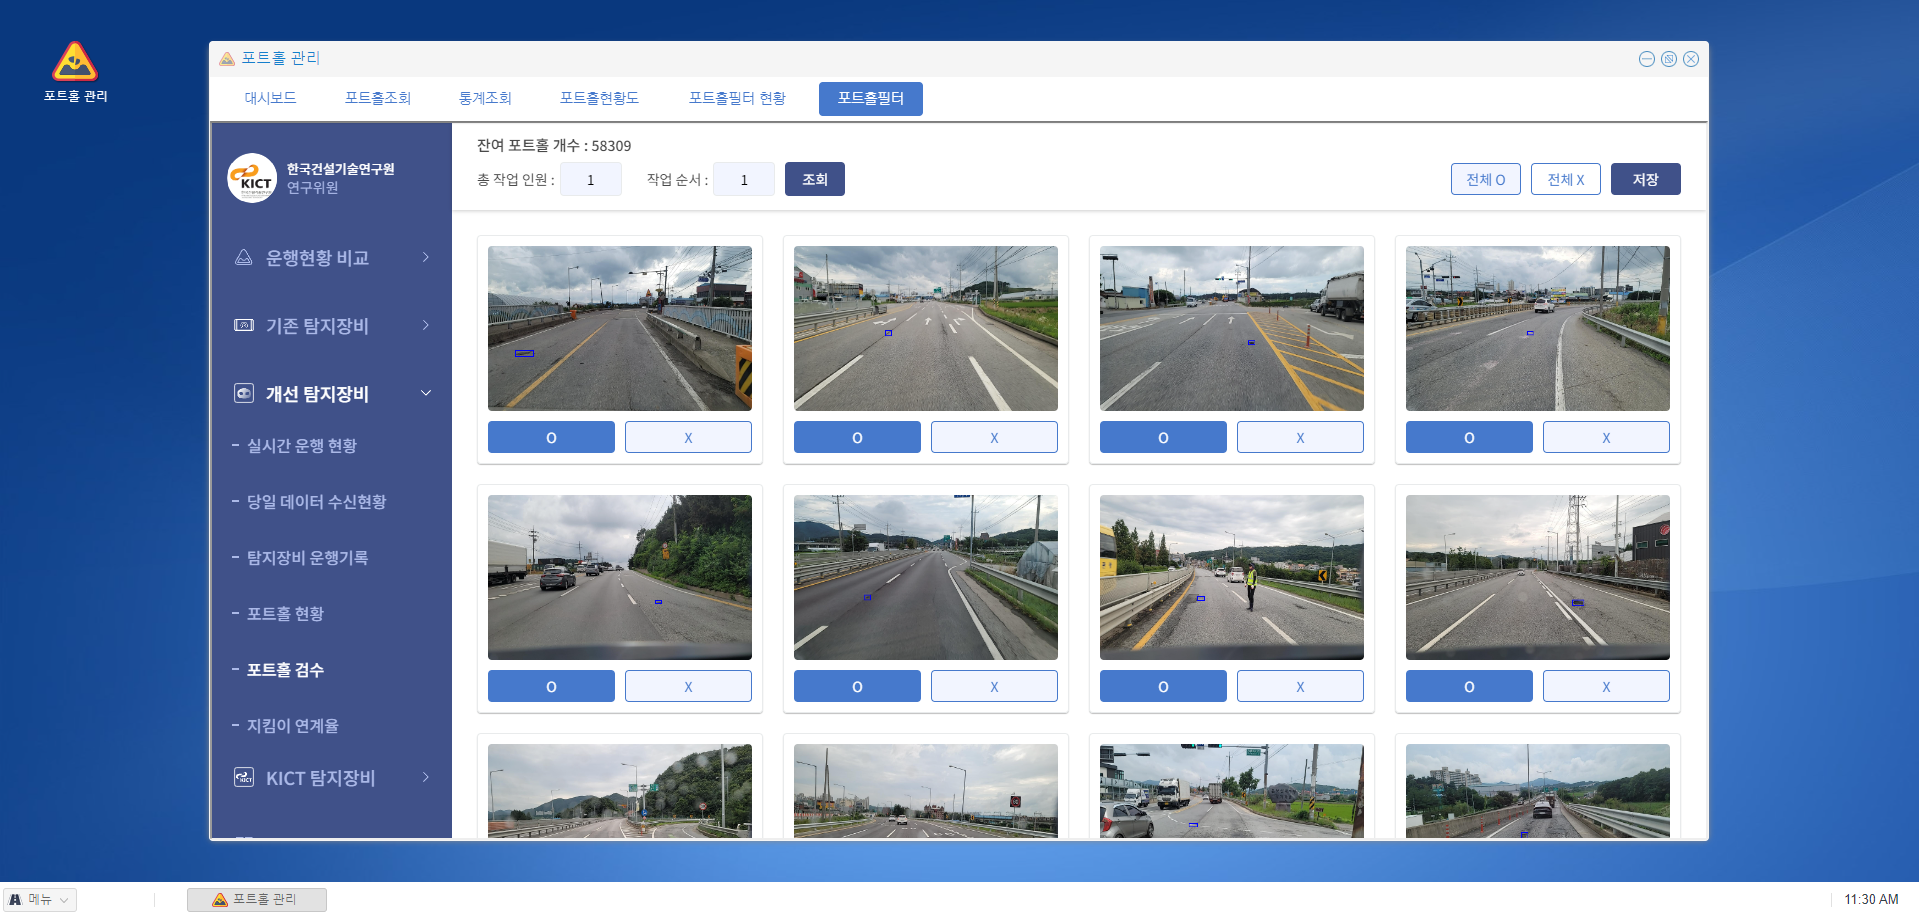 포트홀 관리
포트홀 관리
대시보드 포트홀조회 통계조회 포트홀현황도 포트홀필터 현황 포트홀필터
KICT
한국건설기술연구원
연구위원
운행현황 비교
기존 탐지장비
개선 탐지장비
- 실시간 운행 현황
- 당일 데이터 수신현황
- 탐지장비 운행기록
- 포트홀 현황
- 포트홀 검수
- 지킴이 연계율
KICT 탐지장비
잔여 포트홀 개수 : 58309
총 작업 인원 : 1 작업 순서 : 1 조회 전체 O 전체 X 저장
O X O X O X O X
O X O X O X O X
메뉴 포트홀 관리 11:30 AM